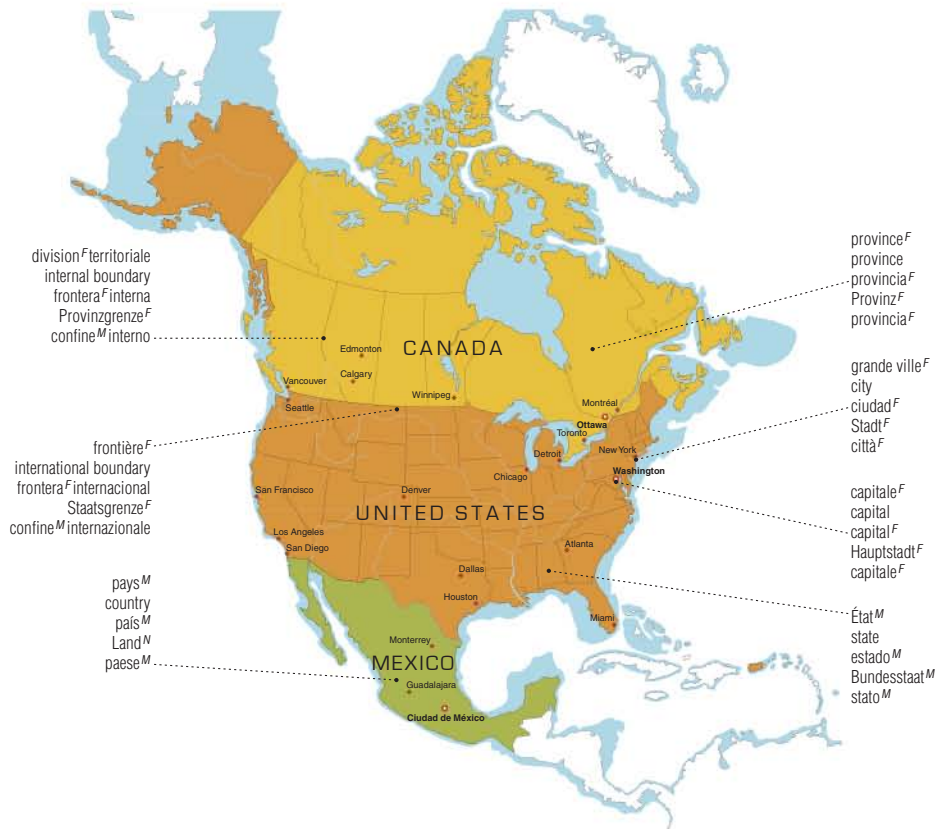 division F territoriale
internal boundary
frontera F interna
Provinzgrenze F
confine M interno
province F
province
provincia F
Provinz F
provincia F
Edmonton
CANADA
Calgary
Vancouver
Winnipeg
Seattle
Montréal
Ottawa
Toronto
grande ville F
city
ciudad F
Stadt F
città F
frontière F
international boundary
frontera F internacional
Staatsgrenze F
confine M internazionale
Detroit
New York
Chicago
Washington
San Francisco
Denver
UNITED STATES
capitale F
capital
capital F
Hauptstadt F
capitale F
Los Angeles
San Diego
Atlanta
Dallas
Houston
Miami
pays M
country
país M
Land N
paese M
État M
state
estado M
Bundesstaat M
stato M
Monterrey
MEXICO
Guadalajara
Ciudad de México